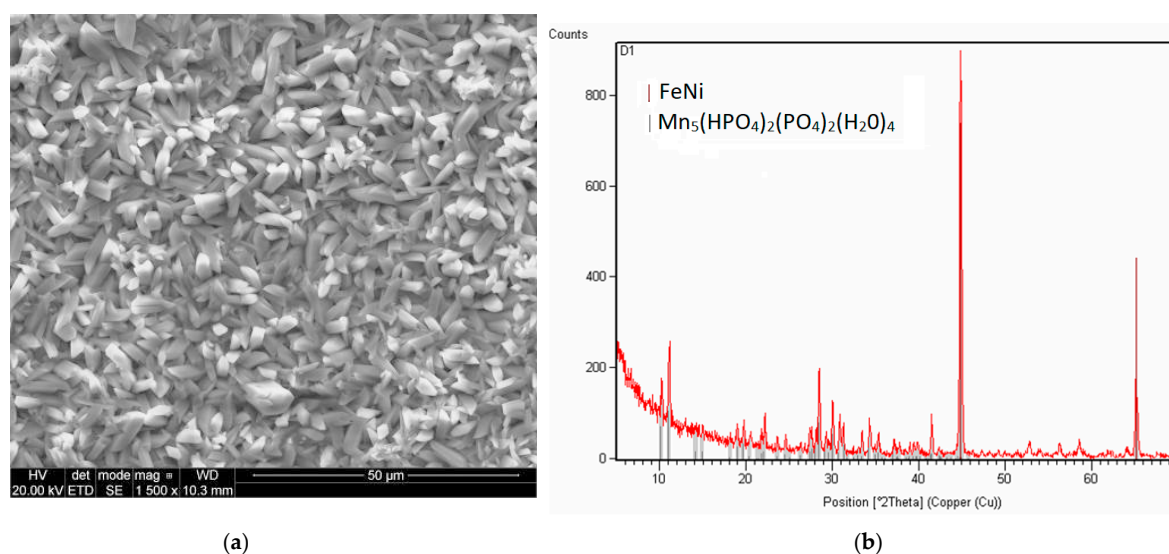 HV det mode mag ⊞ WD 50 µm
20.00 kV ETD SE 1 500 x 10.3 mm
(a)
Counts
D1
FeNi
Mn₅(HPO₄)₂(PO₄)₂(H₂0)₄
800
600
400
200
0
10 20 30 40 50 60
Position [°2Theta] (Copper (Cu))
(b)